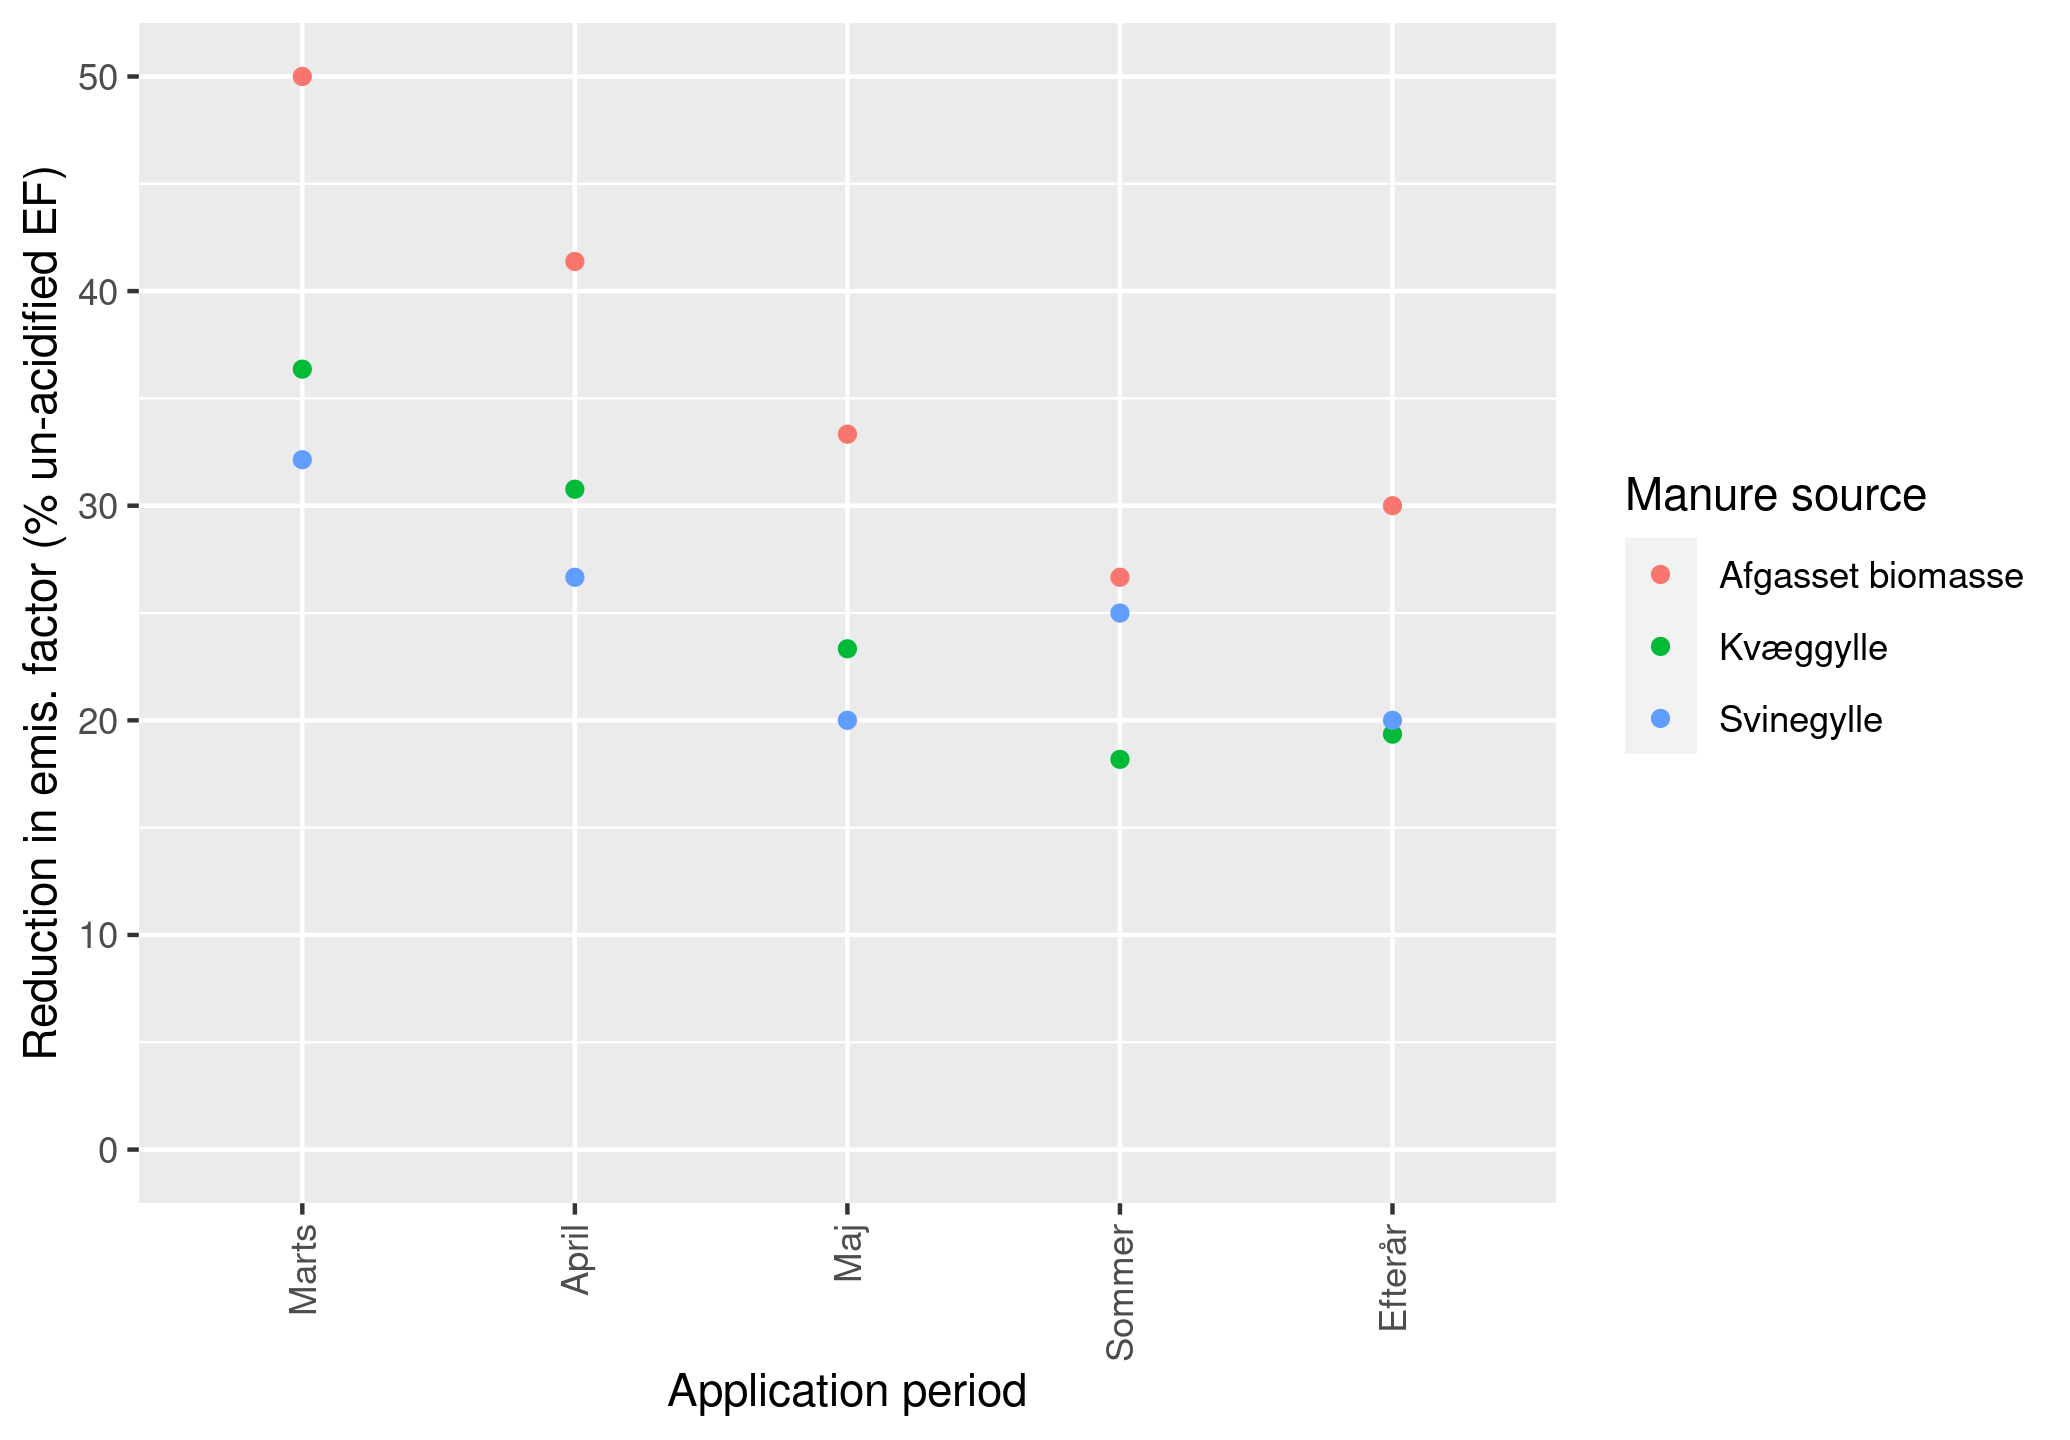 Reduction in emis. factor (% un-acidified EF)
50
40
30
20
10
0
Marts
April
Maj
Sommer
Efterår
Application period
Manure source
Afgasset biomasse
Kvæggylle
Svinegylle